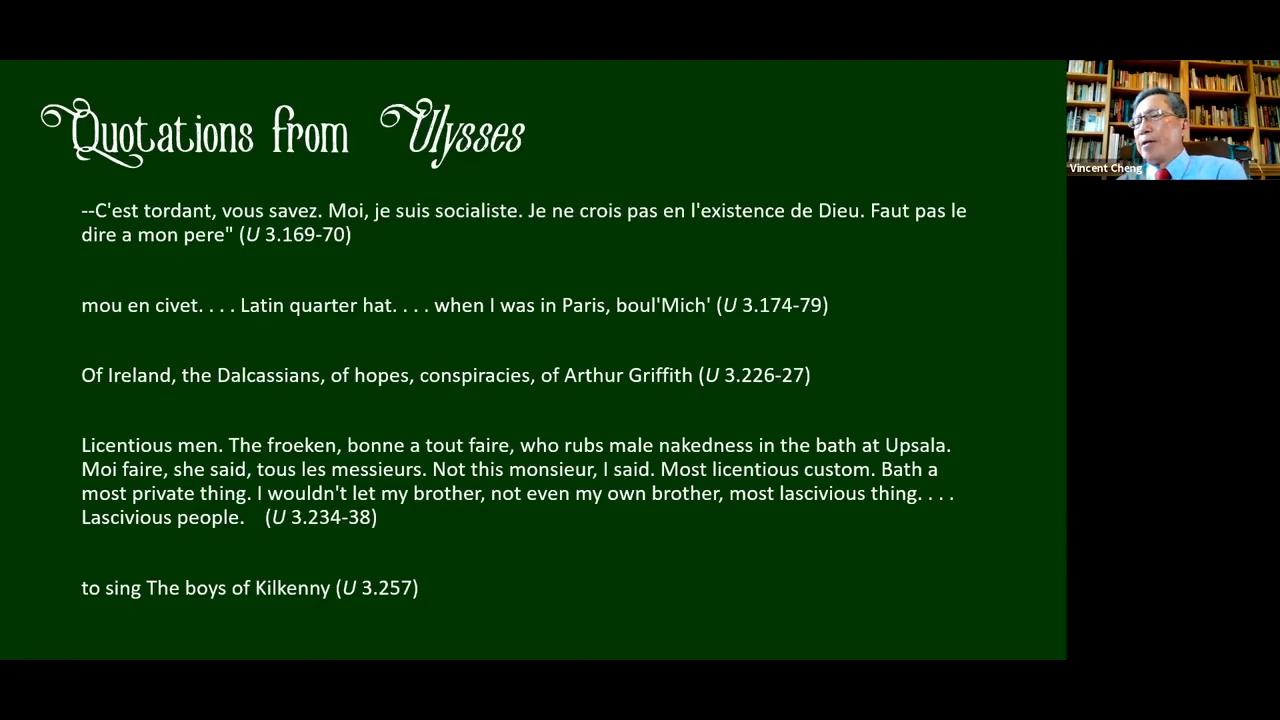 Quotations from Ulysses
Vincent Cheng
--C'est tordant, vous savez. Moi, je suis socialiste. Je ne crois pas en l'existence de Dieu. Faut pas le
dire a mon pere" (U 3.169-70)
mou en civet. . . . Latin quarter hat. . . . when I was in Paris, boul'Mich' (U 3.174-79)
Of Ireland, the Dalcassians, of hopes, conspiracies, of Arthur Griffith (U 3.226-27)
Licentious men. The froeken, bonne a tout faire, who rubs male nakedness in the bath at Upsala.
Moi faire, she said, tous les messieurs. Not this monsieur, I said. Most licentious custom. Bath a
most private thing. I wouldn't let my brother, not even my own brother, most lascivious thing. . . .
Lascivious people. (U 3.234-38)
to sing The boys of Kilkenny (U 3.257)